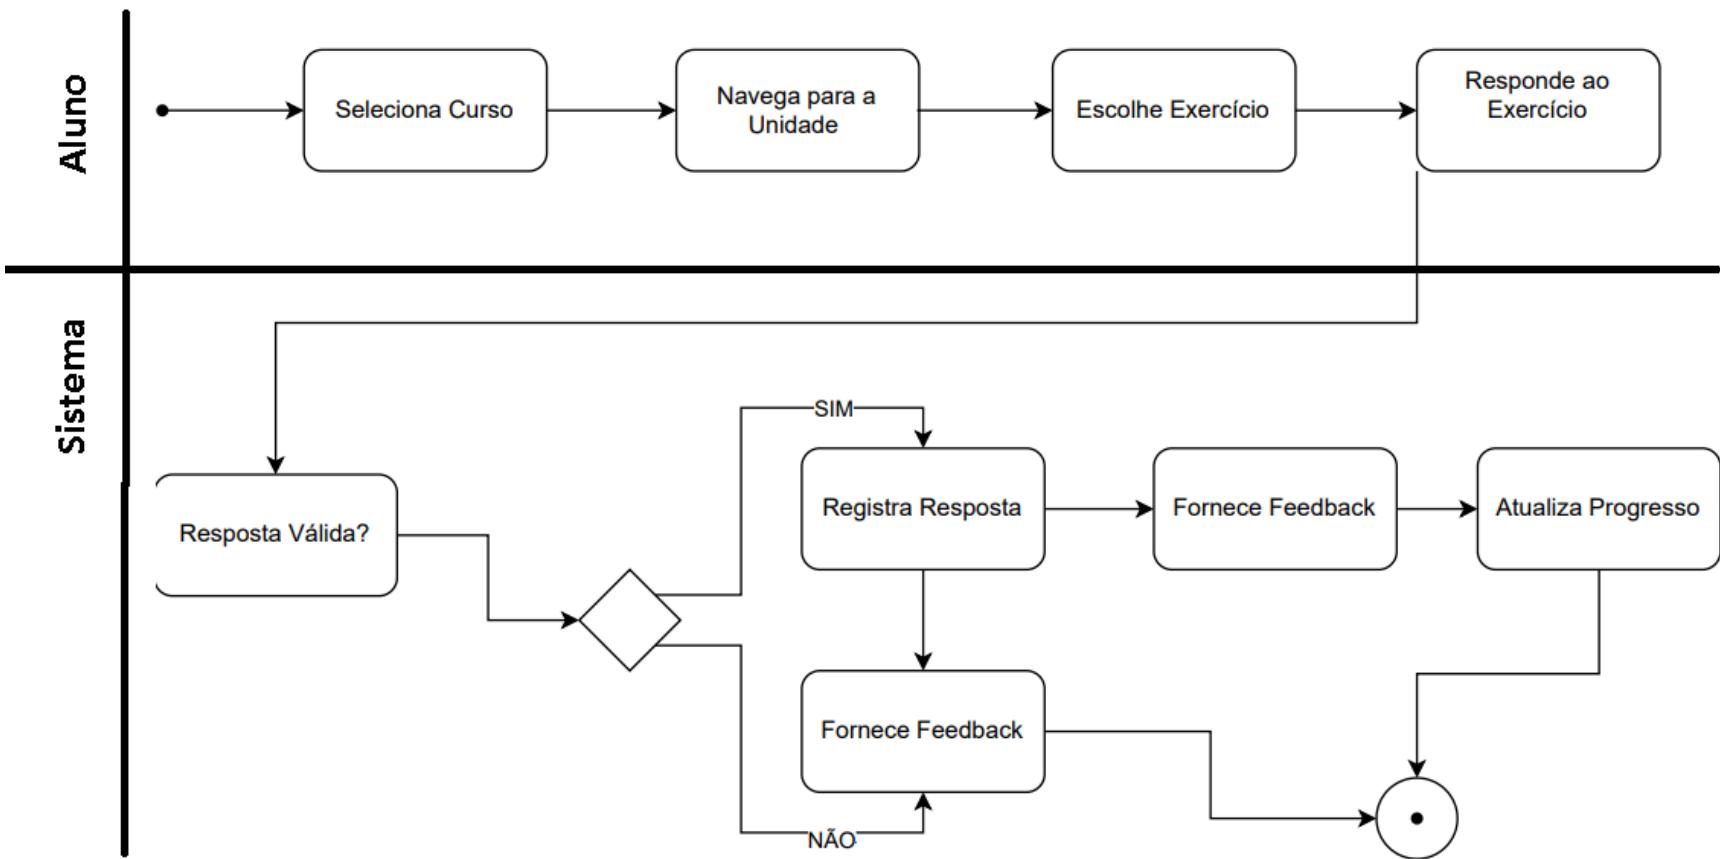 Aluno
Seleciona Curso
Navega para a
Unidade
Escolhe Exercício
Responde ao
Exercício
Sistema
Resposta Válida?
SIM
Registra Resposta
Fornece Feedback
Atualiza Progresso
Fornece Feedback
NÃO